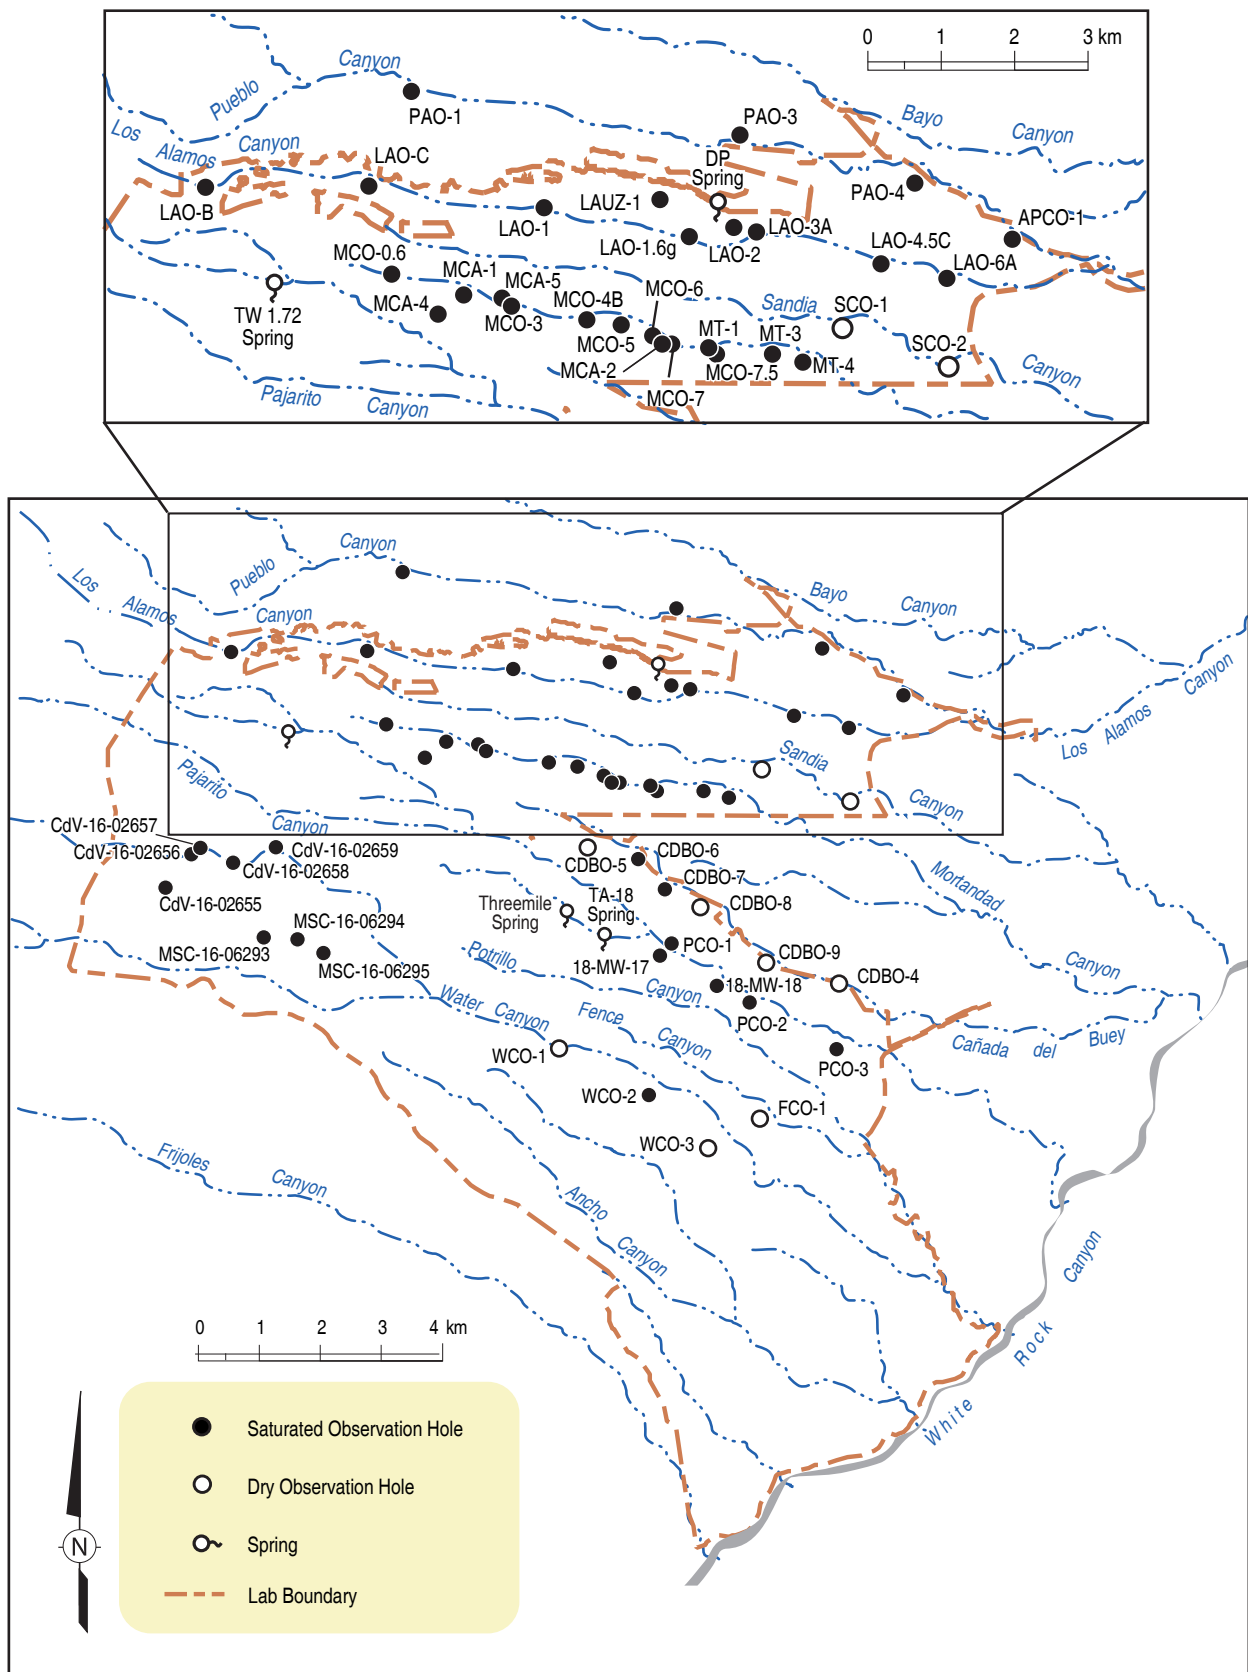 0 1 2 3 km
Canyon
Pueblo
PAO-1
Los
Alamos
Canyon
LAO-C
LAO-B
PAO-3
DP
Spring
Bayo
Canyon
PAO-4
APCO-1
LAUZ-1
LAO-1
LAO-1.6g
LAO-2
LAO-3A
LAO-4.5C
LAO-6A
MCO-0.6
MCA-1
MCA-5
MCA-4
MCO-3
MCO-4B
MCO-6
MCO-5
MCA-2
MCO-7
MT-1
MCO-7.5
MT-3
MT-4
Sandia
SCO-1
SCO-2
Canyon
TW 1.72
Spring
Pajarito
Canyon
Canyon
Pueblo
Los
Alamos
Canyon
Bayo
Canyon
Los Alamos Canyon
Sandia
Canyon
Pajarito
Canyon
CdV-16-02657
CdV-16-02656
CdV-16-02659
CdV-16-02658
CdV-16-02655
MSC-16-06294
MSC-16-06293
MSC-16-06295
CDBO-5
CDBO-6
CDBO-7
CDBO-8
Threemile
Spring
TA-18
Spring
PCO-1
18-MW-17
CDBO-9
CDBO-4
18-MW-18
PCO-2
PCO-3
Mortandad
Canyon
Cañada del Buey
Potrillo
Canyon
Water Canyon
Fence
Canyon
WCO-1
WCO-2
FCO-1
WCO-3
Frijoles
Canyon
Ancho
Canyon
White Rock Canyon
0 1 2 3 4 km
Saturated Observation Hole
Dry Observation Hole
Spring
Lab Boundary
N